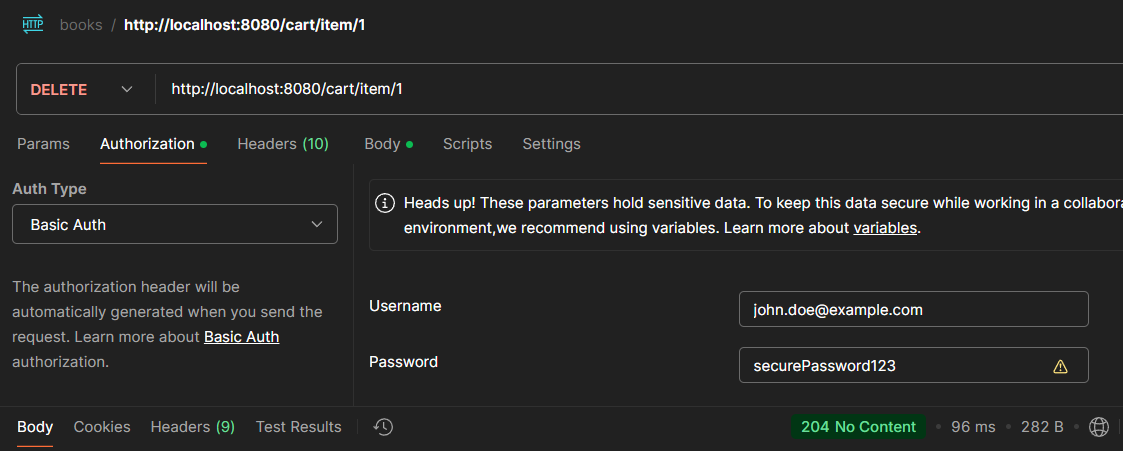 HTTP books / http://localhost:8080/cart/item/1
DELETE http://localhost:8080/cart/item/1
Params Authorization Headers (10) Body Scripts Settings
Auth Type
Basic Auth
The authorization header will be
automatically generated when you send the
request. Learn more about Basic Auth
authorization.
Heads up! These parameters hold sensitive data. To keep this data secure while working in a collabora
environment,we recommend using variables. Learn more about variables.
Username john.doe@example.com
Password securePassword123
Body Cookies Headers (9) Test Results 204 No Content • 96 ms • 282 B •